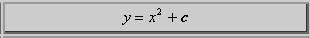 y = x² + c